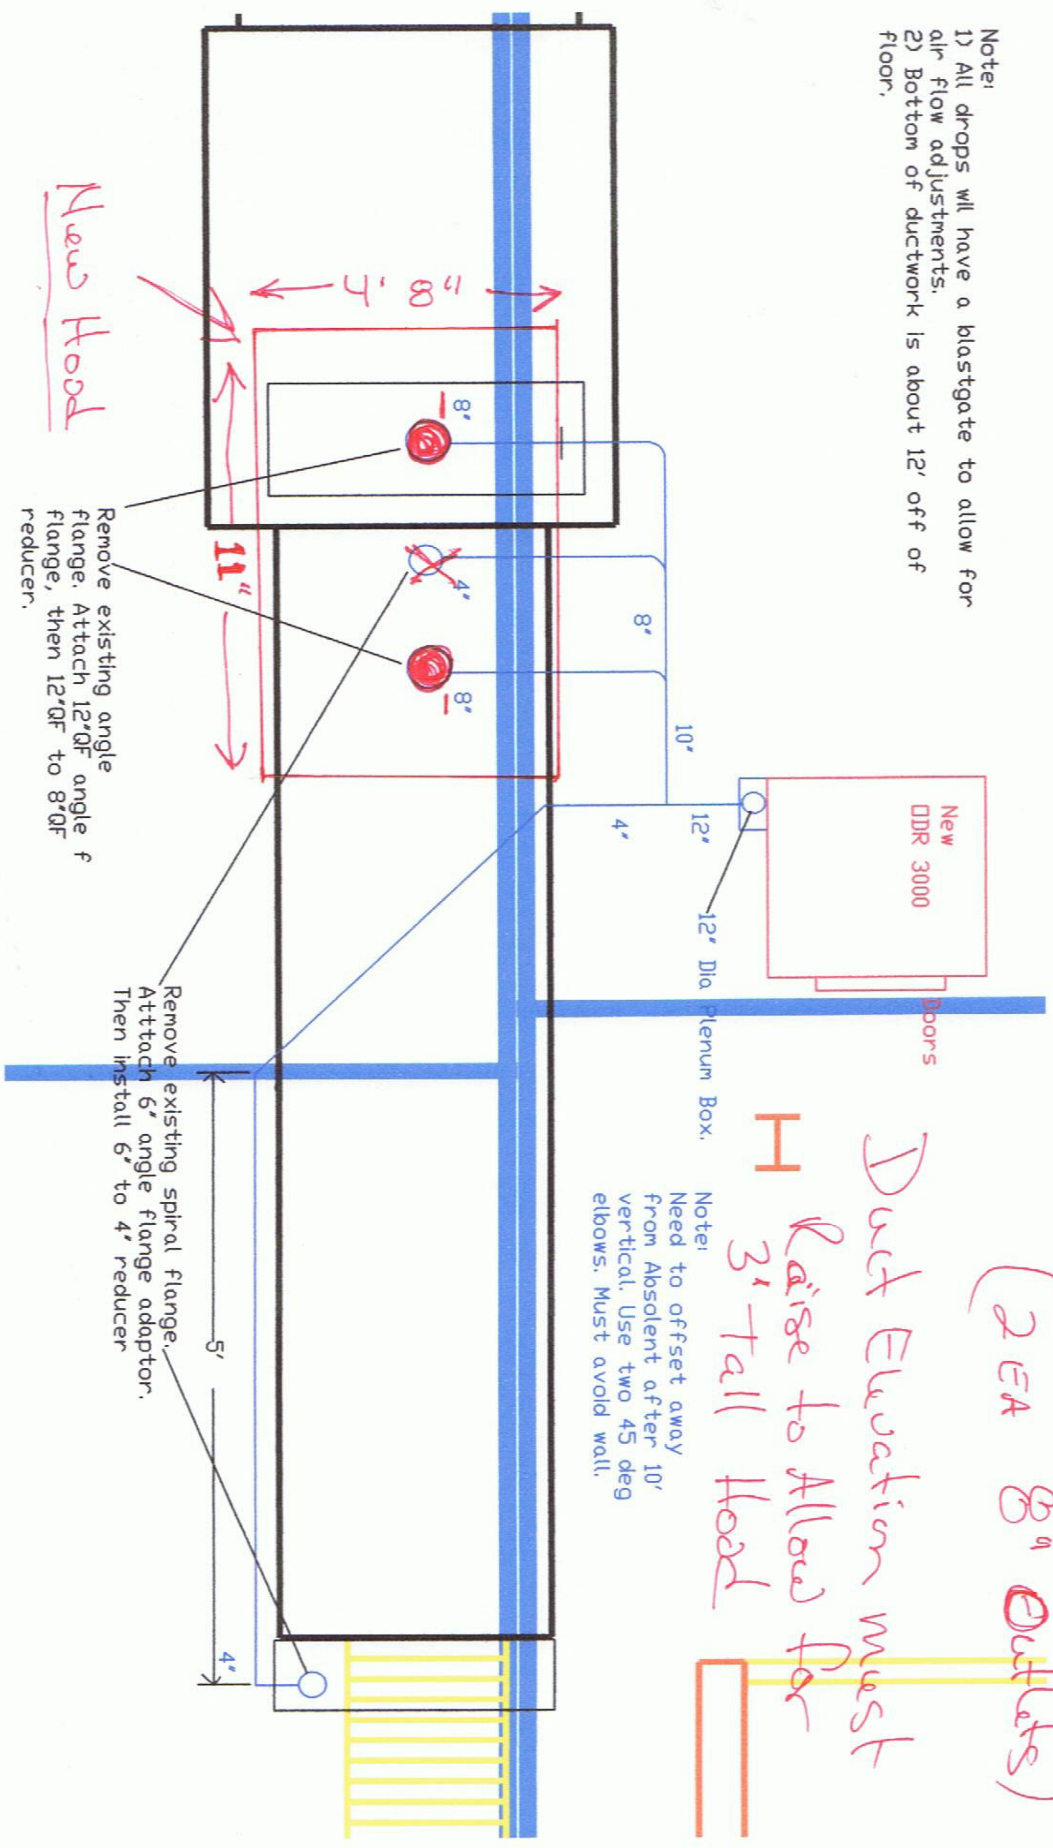 Note:
1) All drops wll have a blastgate to allow for
air flow adjustments.
2) Bottom of ductwork is about 12' off of
floor.
(2 EA 8" Outlets)
Duct Elevation must
Raise to Allow for
3' Tall Hood
New
ODR 3000
Doors
12" Dia Plenum Box.
Note:
Need to offset away
from Absolent after 10'
vertical. Use two 45 deg
elbows. Must avoid wall.
8"
10"
12"
4"
8"
4"
8"
4' 8"
11"
New Hood
Remove existing angle
flange. Attach 12"QF angle f
flange, then 12"QF to 8"QF
reducer.
Remove existing spiral flange.
Atttach 6" angle flange adaptor.
Then install 6" to 4" reducer
5'
4"